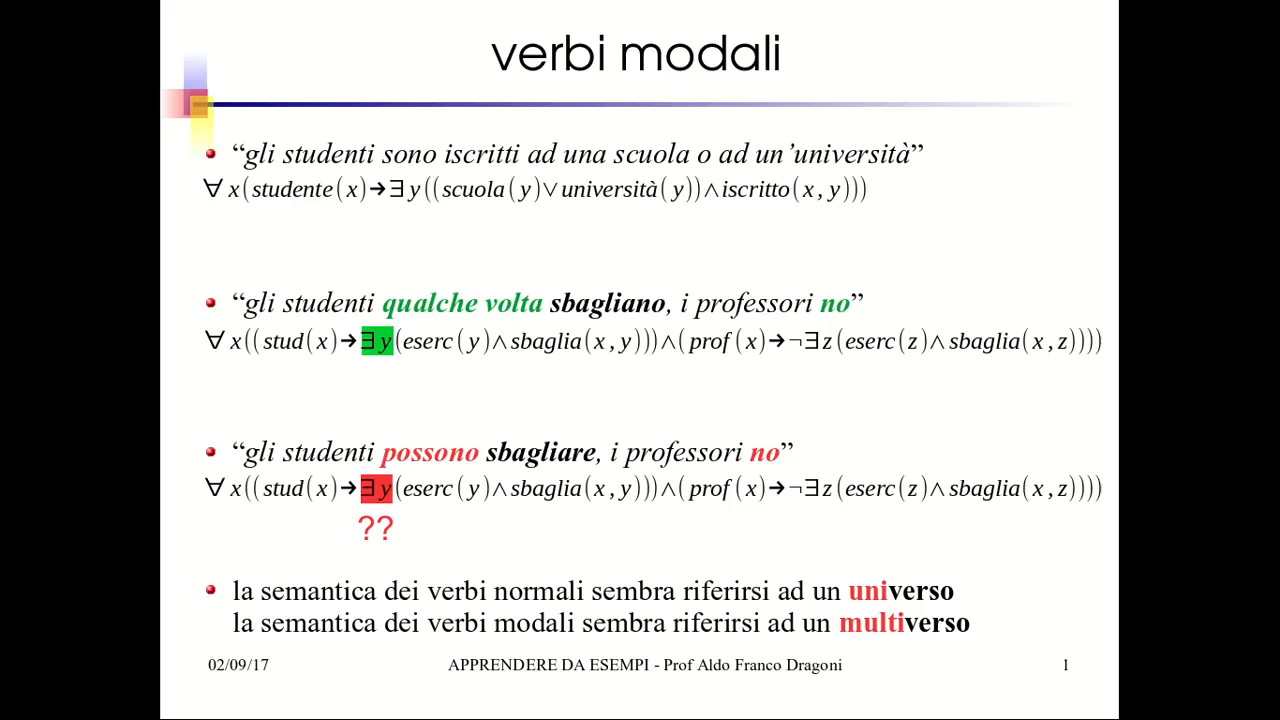 verbi modali
“gli studenti sono iscritti ad una scuola o ad un’università”
∀ x(studente(x)→∃ y((scuola(y)∨università(y))∧iscritto(x, y)))
“gli studenti qualche volta sbagliano, i professori no”
∀ x((stud(x)→∃ y(eserc(y)∧sbaglia(x, y)))∧(prof(x)→¬∃ z(eserc(z)∧sbaglia(x, z))))
“gli studenti possono sbagliare, i professori no”
∀ x((stud(x)→∃ y(eserc(y)∧sbaglia(x, y)))∧(prof(x)→¬∃ z(eserc(z)∧sbaglia(x, z))))
??
la semantica dei verbi normali sembra riferirsi ad un universo
la semantica dei verbi modali sembra riferirsi ad un multiverso
02/09/17 APPRENDERE DA ESEMPI - Prof Aldo Franco Dragoni 1